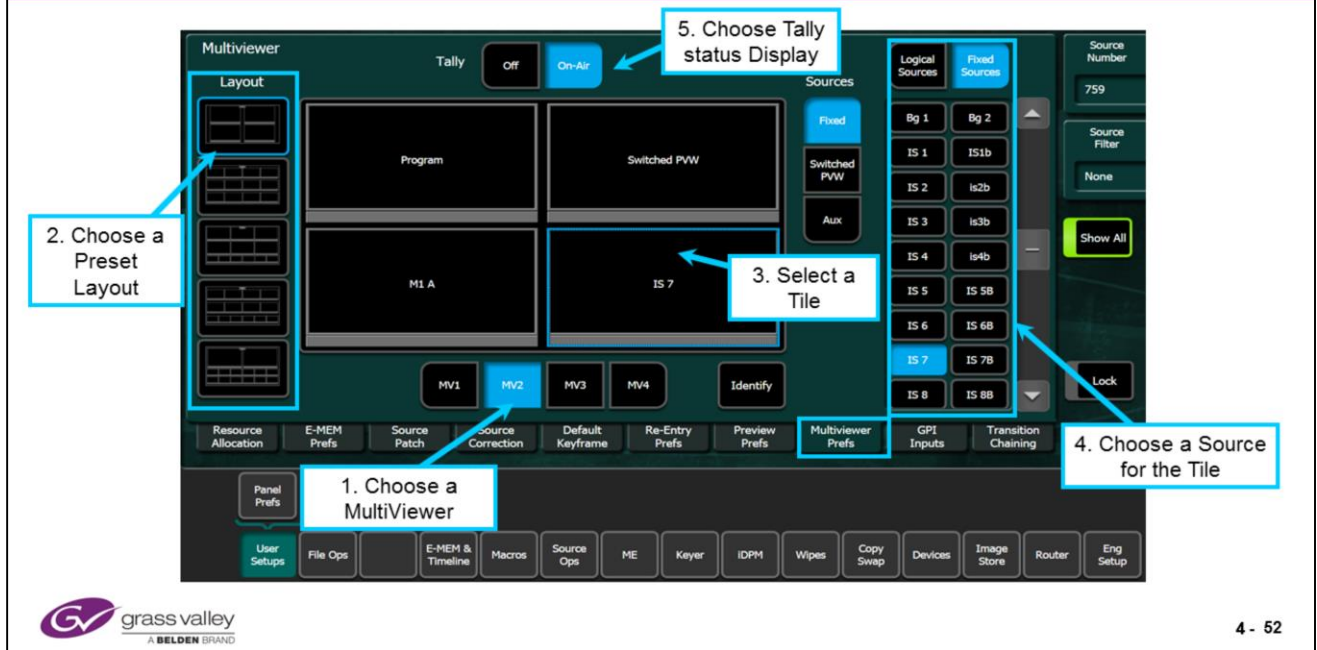 5. Choose Tally
status Display
Multiviewer
Tally
Off
On-Air
Layout
Sources
Logical
Sources
Fixed
Sources
Source
Number
759
Source
Filter
None
Show All
Lock
Program
Switched PVW
M1 A
IS 7
Fixed
Switched
PVW
Aux
Bg 1
Bg 2
IS 1
IS1b
IS 2
is2b
IS 3
is3b
IS 4
is4b
IS 5
IS 5B
IS 6
IS 6B
IS 7
IS 7B
IS 8
IS 8B
2. Choose a
Preset
Layout
3. Select a
Tile
MV1
MV2
MV3
MV4
Identify
Resource
Allocation
E-MEM
Prefs
Source
Patch
Source
Correction
Default
Keyframe
Re-Entry
Prefs
Preview
Prefs
Multiviewer
Prefs
GPI
Inputs
Transition
Chaining
4. Choose a Source
for the Tile
1. Choose a
MultiViewer
Panel
Prefs
User
Setups
File Ops
E-MEM &
Timeline
Macros
Source
Ops
ME
Keyer
iDPM
Wipes
Copy
Swap
Devices
Image
Store
Router
Eng
Setup
GV
grass valley
A BELDEN BRAND
4 - 52